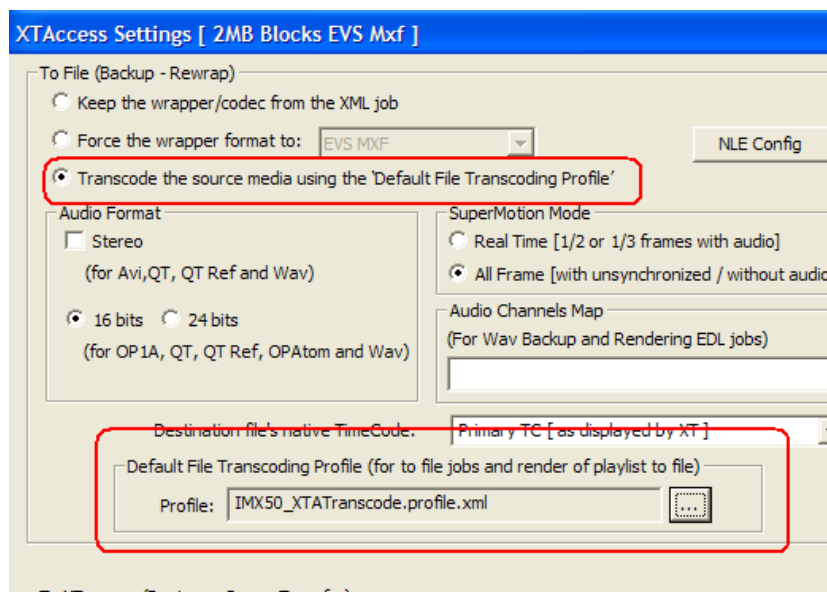 XTAccess Settings [ 2MB Blocks EVS Mxf ]
To File (Backup - Rewrap)
Keep the wrapper/codec from the XML job
Force the wrapper format to: EVS MXF NLE Config
Transcode the source media using the 'Default File Transcoding Profile'
Audio Format
Stereo
(for Avi,QT, QT Ref and Wav)
16 bits 24 bits
(for OP1A, QT, QT Ref, OPAtom and Wav)
SuperMotion Mode
Real Time [1/2 or 1/3 frames with audio]
All Frame [with unsynchronized / without audio
Audio Channels Map
(For Wav Backup and Rendering EDL jobs)
Destination file's native TimeCode: Primary TC [ as displayed by XT ]
Default File Transcoding Profile (for to file jobs and render of playlist to file)
Profile: IMX50_XTATranscode.profile.xml ...